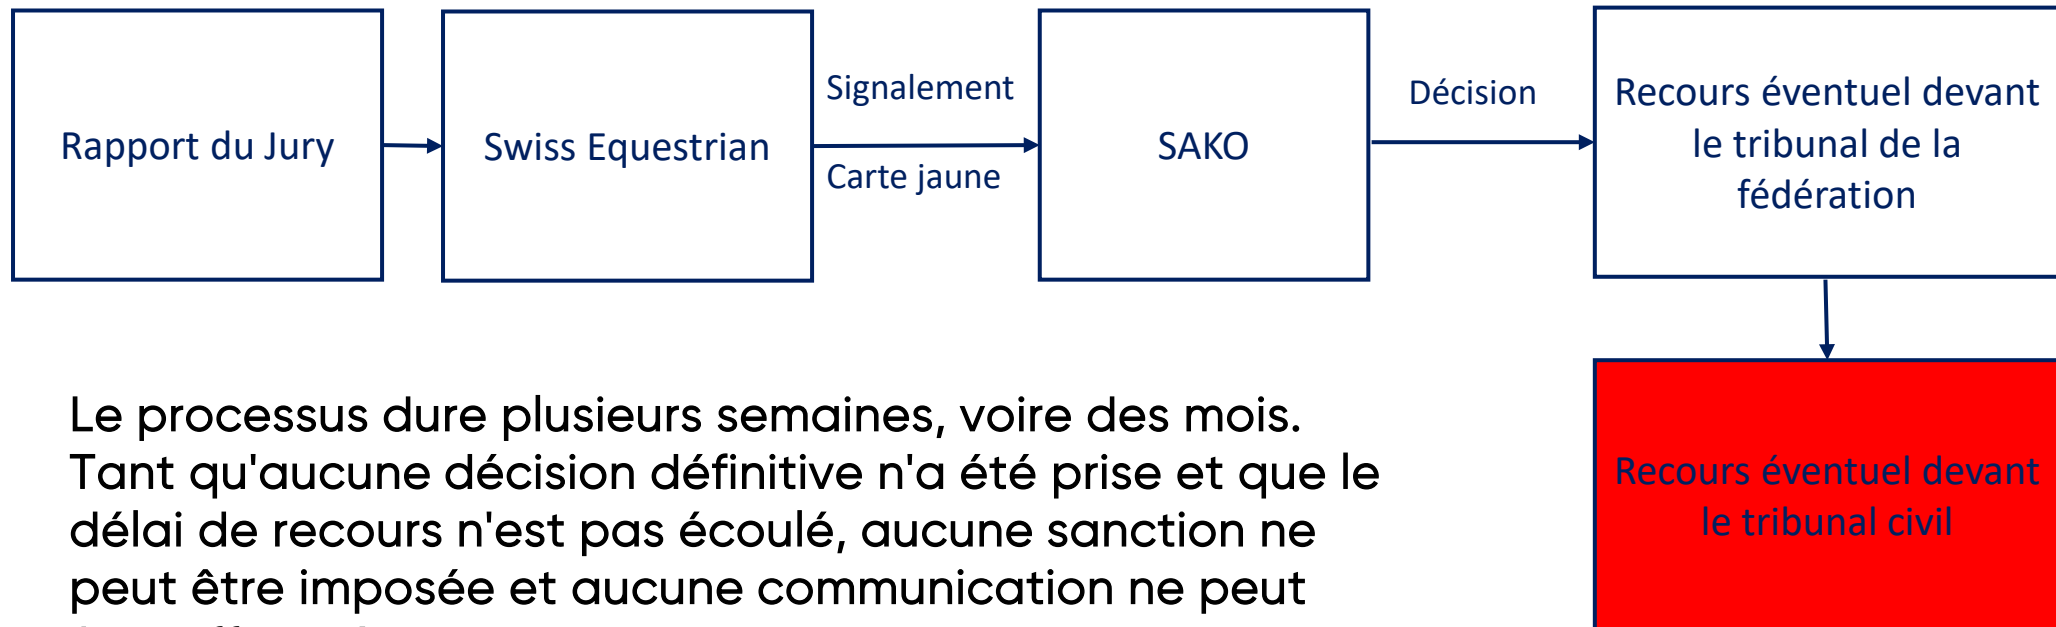 Rapport du Jury
Swiss Equestrian
Signalement
Carte jaune
SAKO
Décision
Recours éventuel devant
le tribunal de la
fédération
Recours éventuel devant
le tribunal civil
Le processus dure plusieurs semaines, voire des mois.
Tant qu'aucune décision définitive n'a été prise et que le
délai de recours n'est pas écoulé, aucune sanction ne
peut être imposée et aucune communication ne peut